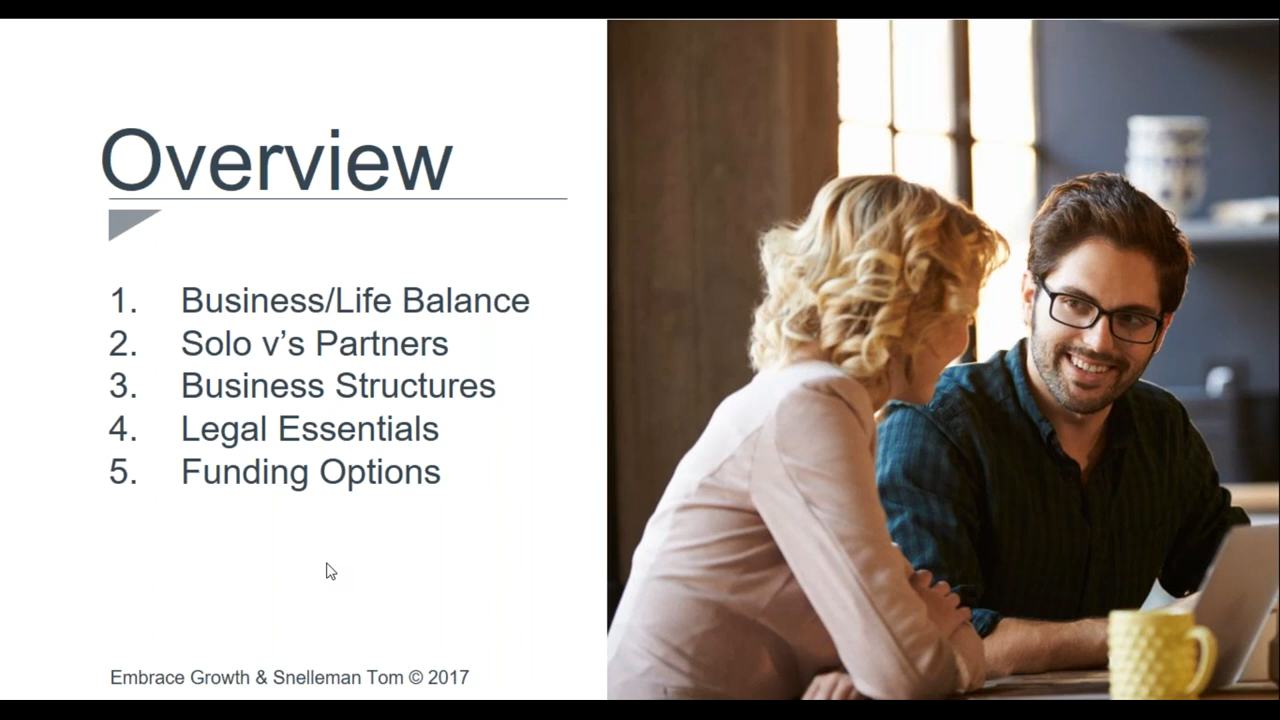 Overview
1. Business/Life Balance
2. Solo v’s Partners
3. Business Structures
4. Legal Essentials
5. Funding Options
Embrace Growth & Snelleman Tom © 2017